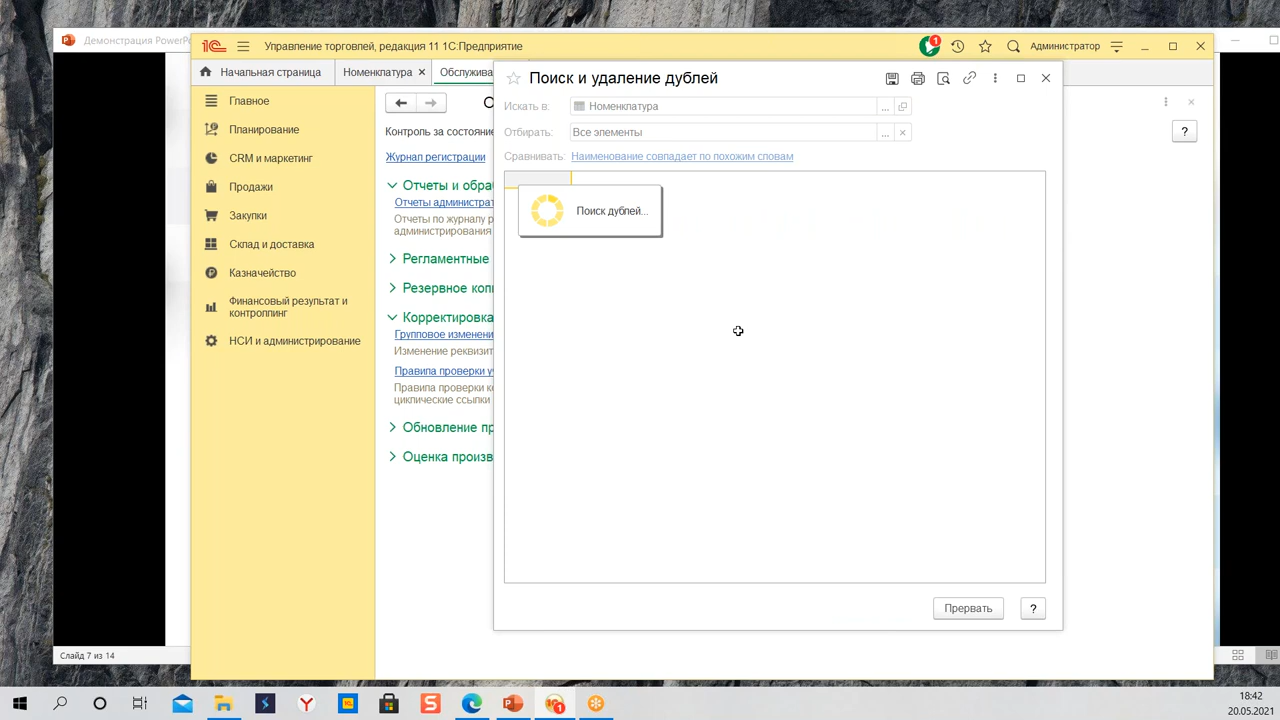 Демонстрация PowerPo
1С Управление торговлей, редакция 11 1С:Предприятие
1
Администратор
Начальная страница
Номенклатура
Обслужива
Главное
Планирование
CRM и маркетинг
Продажи
Закупки
Склад и доставка
Казначейство
Финансовый результат и
контроллинг
НСИ и администрирование
О
Контроль за состояние
Журнал регистрации
Отчеты и обра
Отчеты администрат
Отчеты по журналу р
администрирования
Регламентные
Резервное копи
Корректировка
Групповое изменени
Изменение реквизит
Правила проверки уч
Правила проверки ко
циклические ссылки
Обновление пр
Оценка произв
?
Поиск и удаление дублей
Искать в: Номенклатура ...
Отбирать: Все элементы ...
Сравнивать: Наименование совпадает по похожим словам
Поиск дублей...
Прервать
?
Слайд 7 из 14
18:42
20.05.2021